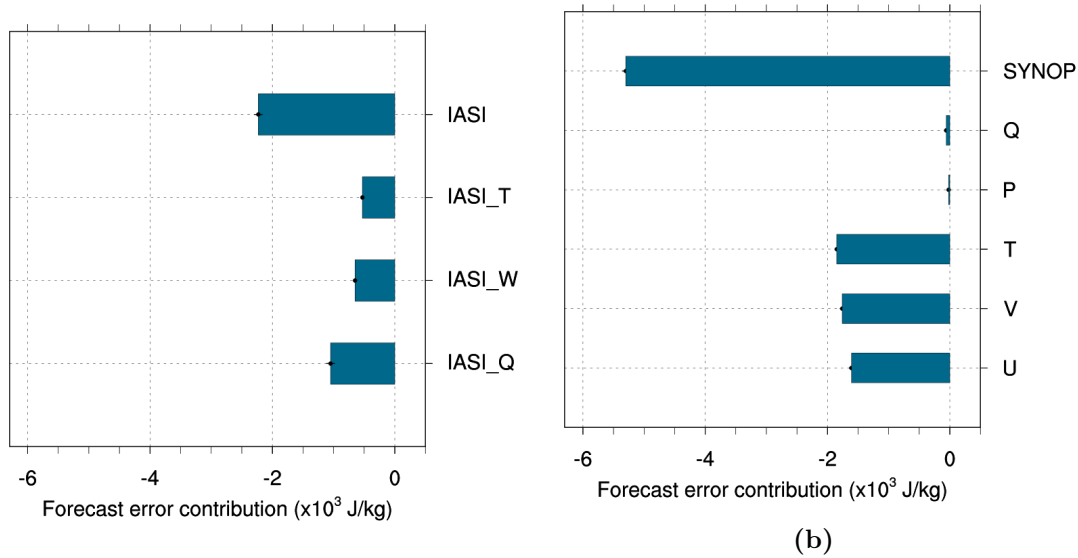 IASI
IASI_T
IASI_W
IASI_Q
-6 -4 -2 0
Forecast error contribution (x10³ J/kg)
SYNOP
Q
P
T
V
U
-6 -4 -2 0
Forecast error contribution (x10³ J/kg)
(b)